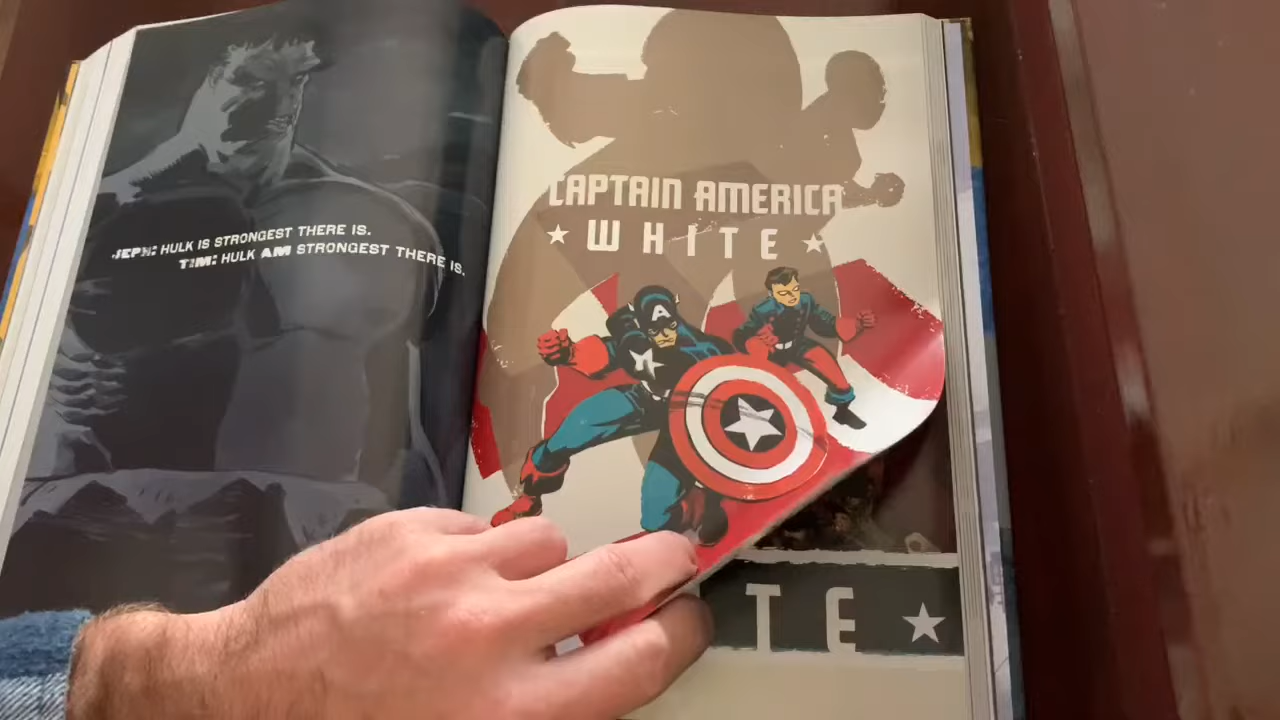 JEPH: HULK IS STRONGEST THERE IS.
TIM: HULK AM STRONGEST THERE IS.
CAPTAIN AMERICA
★ WHITE ★
A
TE ★